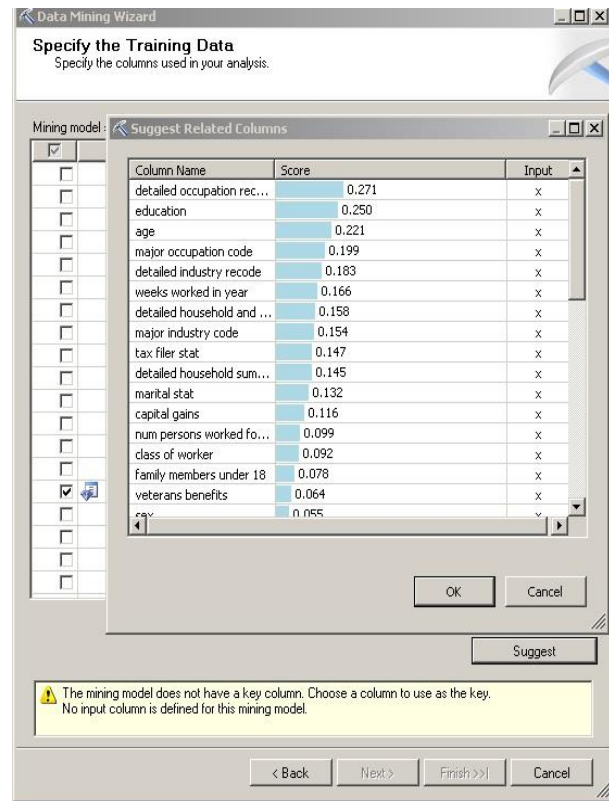 Data Mining Wizard
Specify the Training Data
Specify the columns used in your analysis.
Mining model
Suggest Related Columns
Column Name Score Input
detailed occupation rec... 0.271 x
education 0.250 x
age 0.221 x
major occupation code 0.199 x
detailed industry recode 0.183 x
weeks worked in year 0.166 x
detailed household and ... 0.158 x
major industry code 0.154 x
tax filer stat 0.147 x
detailed household sum... 0.145 x
marital stat 0.132 x
capital gains 0.116 x
num persons worked fo... 0.099 x
class of worker 0.092 x
family members under 18 0.078 x
veterans benefits 0.064 x
sex 0.055 x
OK Cancel
Suggest
The mining model does not have a key column. Choose a column to use as the key.
No input column is defined for this mining model.
< Back Next > Finish >>| Cancel